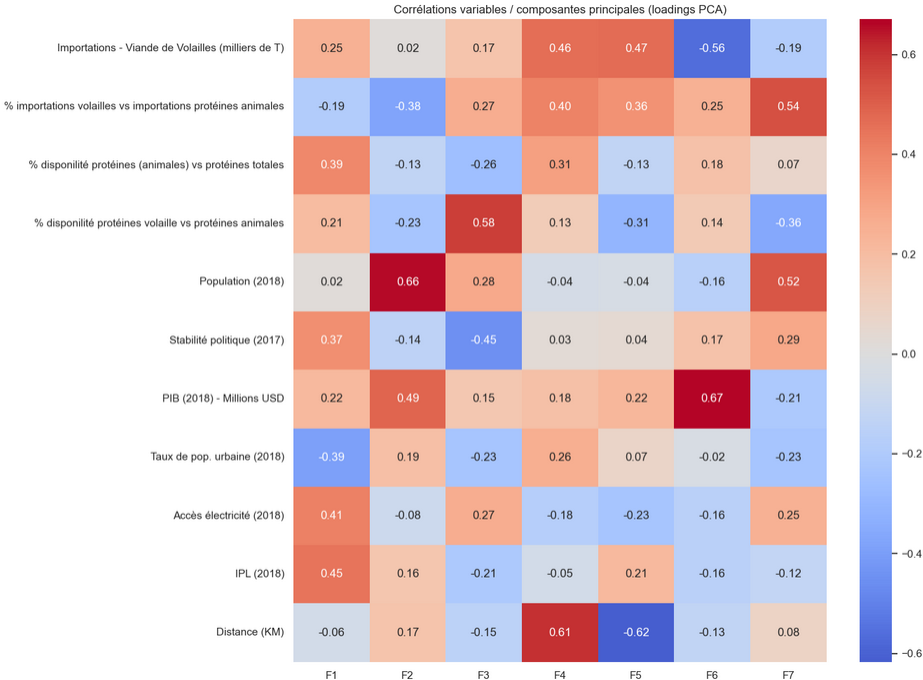 Corrélations variables / composantes principales (loadings PCA)
Importations - Viande de Volailles (milliers de T) 0.25 0.02 0.17 0.46 0.47 -0.56 -0.19
% importations volailles vs importations protéines animales -0.19 -0.38 0.27 0.40 0.36 0.25 0.54
% disponilité protéines (animales) vs protéines totales 0.39 -0.13 -0.26 0.31 -0.13 0.18 0.07
% disponilité protéines volaille vs protéines animales 0.21 -0.23 0.58 0.13 -0.31 0.14 -0.36
Population (2018) 0.02 0.66 0.28 -0.04 -0.04 -0.16 0.52
Stabilité politique (2017) 0.37 -0.14 -0.45 0.03 0.04 0.17 0.29
PIB (2018) - Millions USD 0.22 0.49 0.15 0.18 0.22 0.67 -0.21
Taux de pop. urbaine (2018) -0.39 0.19 -0.23 0.26 0.07 -0.02 -0.23
Accès électricité (2018) 0.41 -0.08 0.27 -0.18 -0.23 -0.16 0.25
IPL (2018) 0.45 0.16 -0.21 -0.05 0.21 -0.16 -0.12
Distance (KM) -0.06 0.17 -0.15 0.61 -0.62 -0.13 0.08
F1 F2 F3 F4 F5 F6 F7
0.6
0.4
0.2
0.0
−0.2
−0.4
−0.6